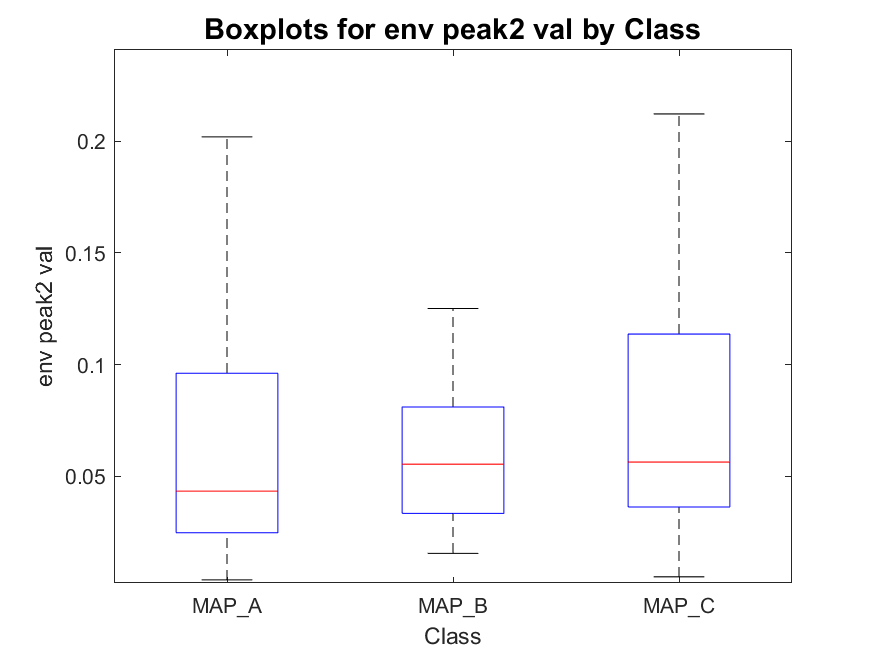 Boxplots for env peak2 val by Class
0.2
0.15
0.1
0.05
env peak2 val
MAP_A MAP_B MAP_C
Class